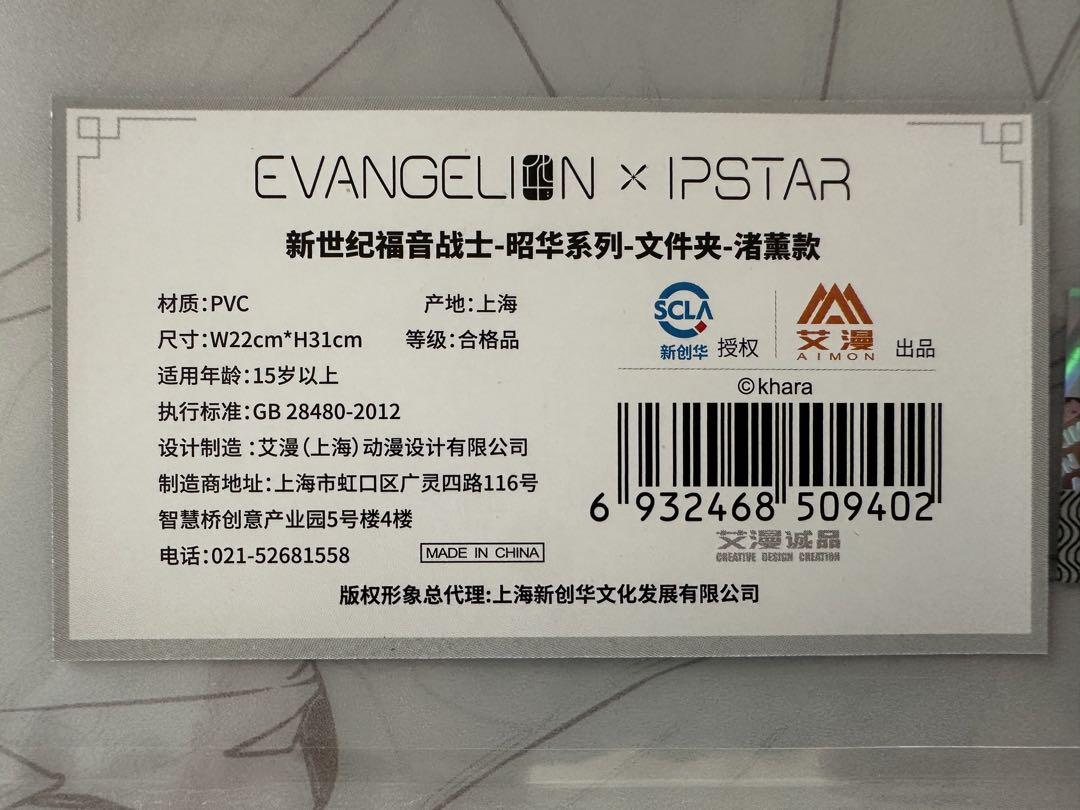 EVANGELION × IPSTAR
新世纪福音战士-昭华系列-文件夹-渚薰款
材质：PVC 产地：上海
尺寸：W22cm*H31cm 等级：合格品
适用年龄：15岁以上
执行标准：GB 28480-2012
设计制造：艾漫（上海）动漫设计有限公司
制造商地址：上海市虹口区广灵四路116号
智慧桥创意产业园5号楼4楼
电话：021-52681558 MADE IN CHINA
SCLA
新创华 授权
艾漫
AIMON 出品
©khara
6 932468 509402
艾漫诚品
CREATIVE DESIGN CREATION
版权形象总代理:上海新创华文化发展有限公司